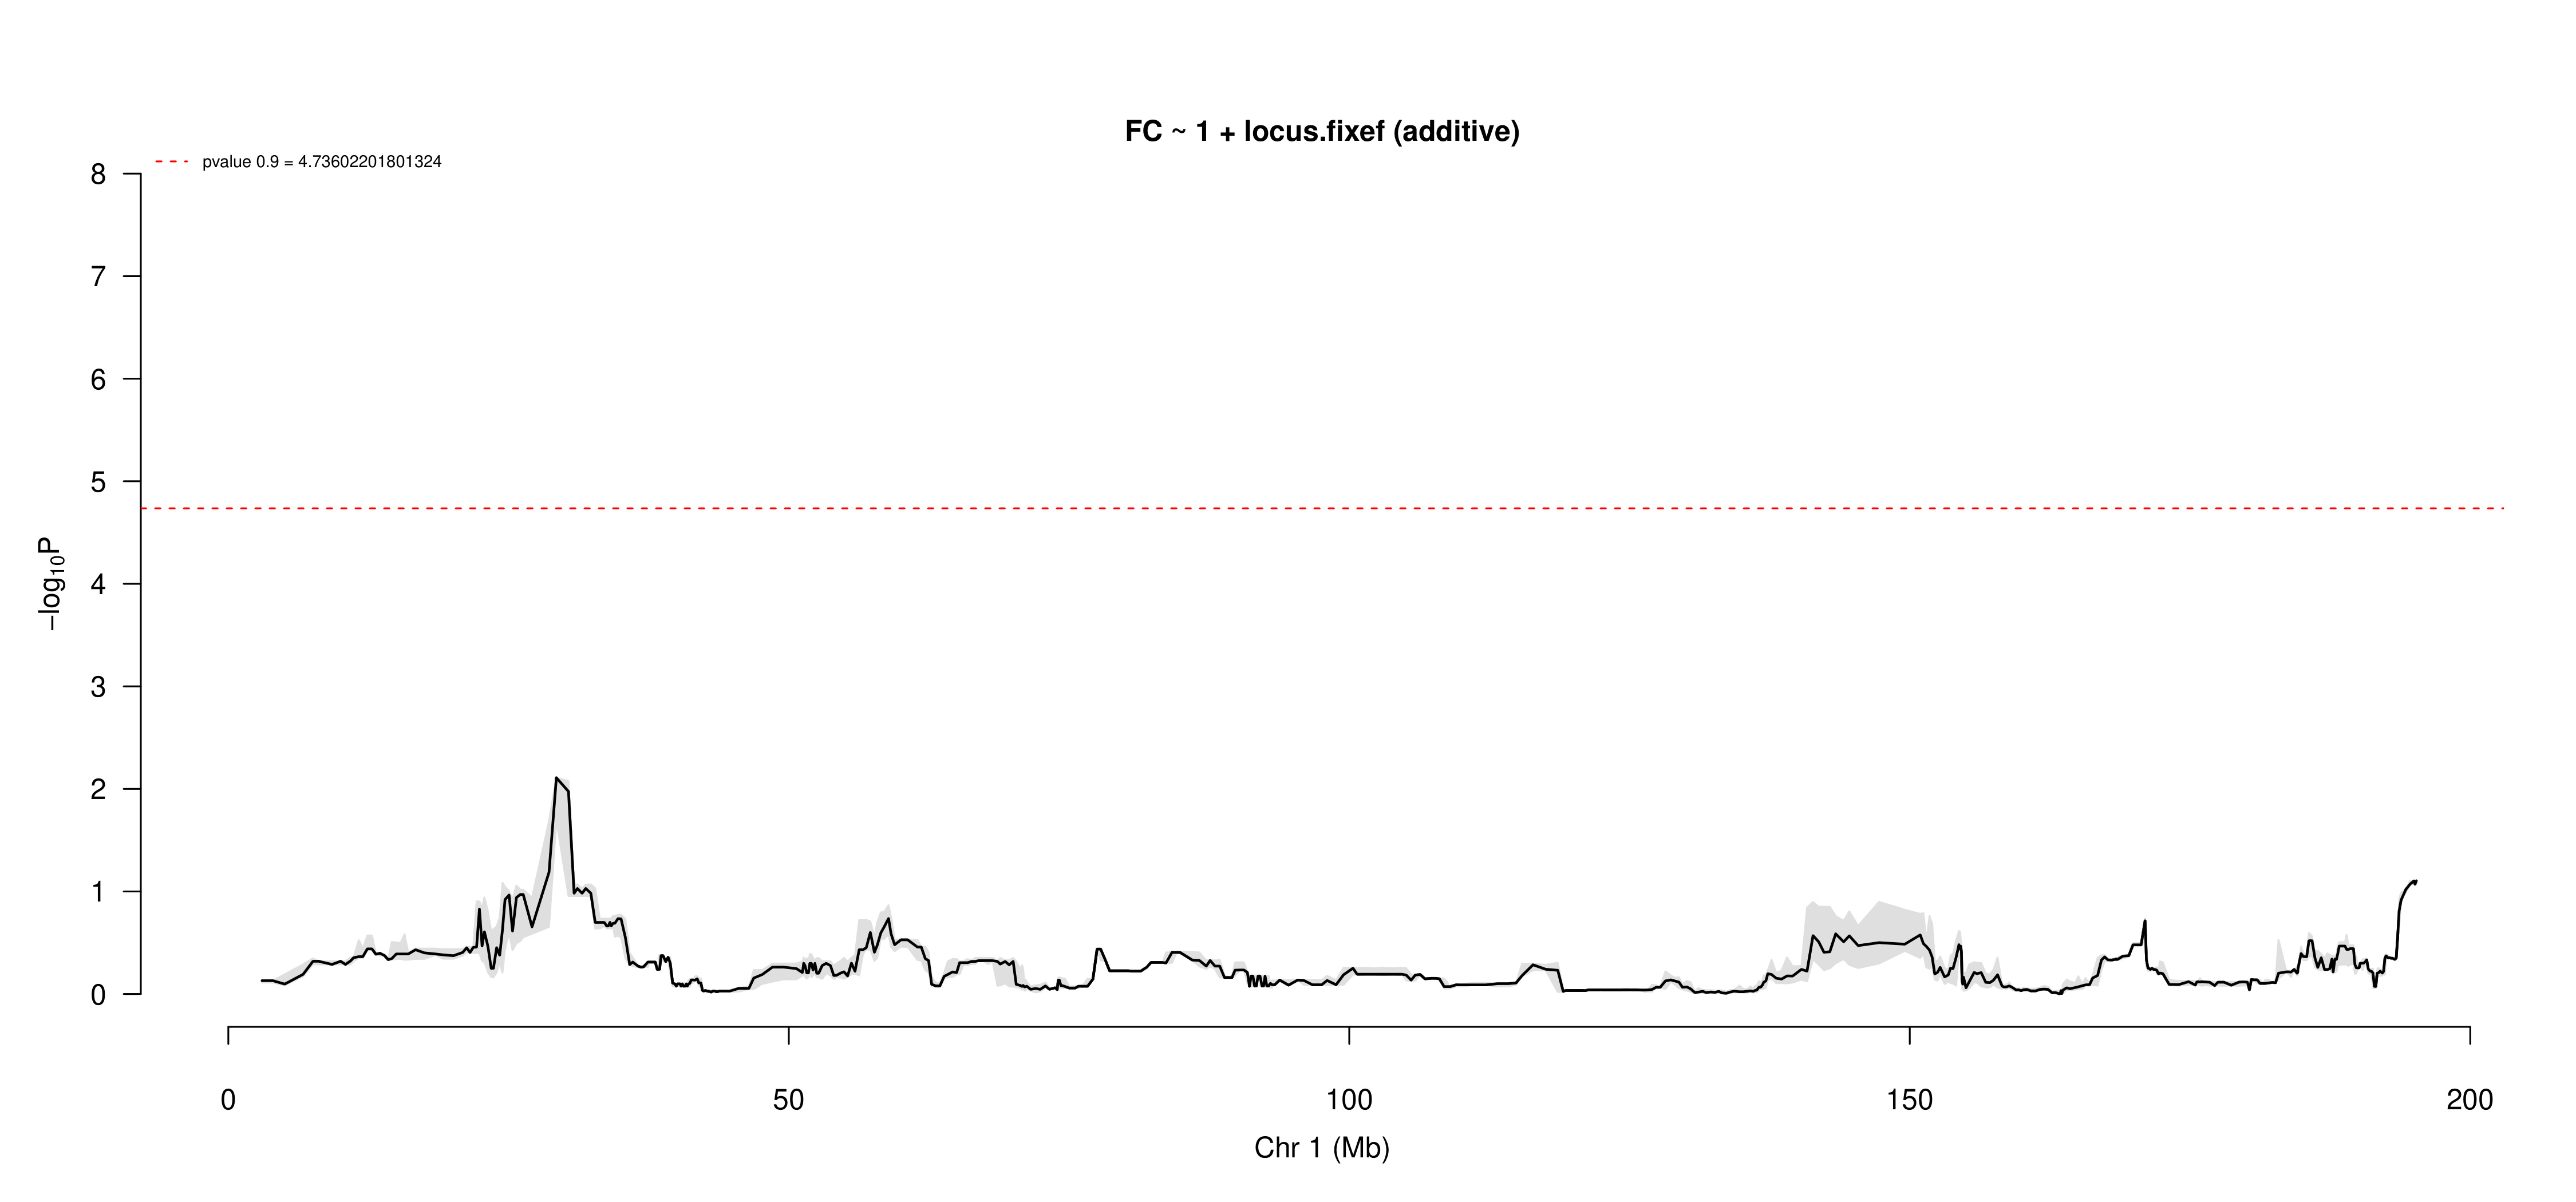 FC ~ 1 + locus.fixef (additive)
pvalue 0.9 = 4.73602201801324
8
7
6
5
4
3
2
1
0
−log10P
0 50 100 150 200
Chr 1 (Mb)